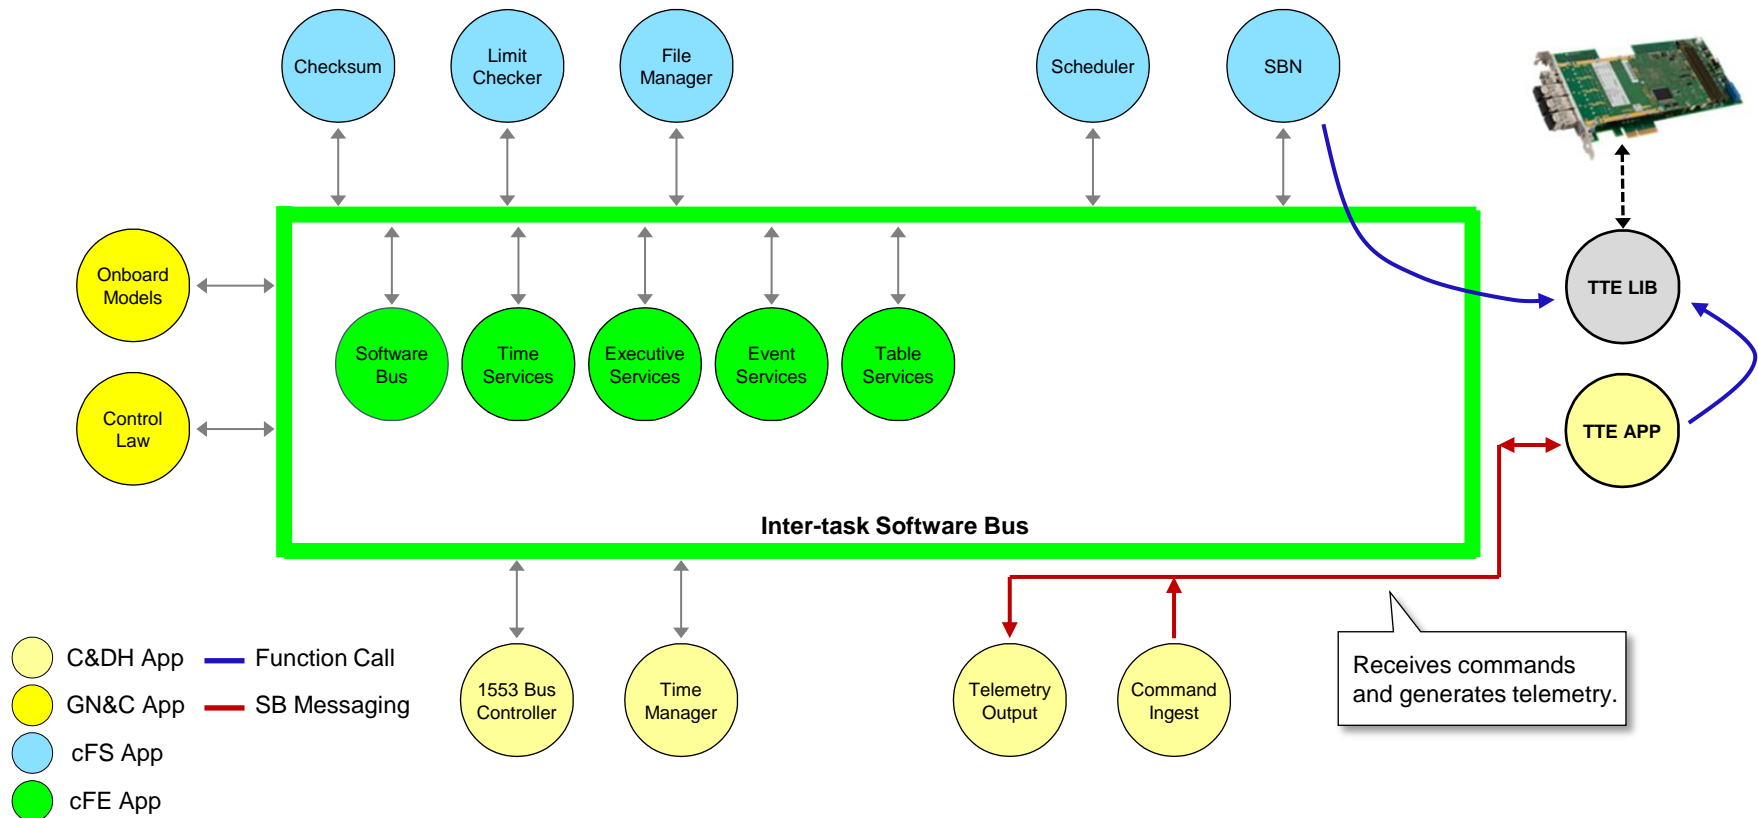 Checksum
Limit
Checker
File
Manager
Scheduler
SBN
Onboard
Models
TTE LIB
Software
Bus
Time
Services
Executive
Services
Event
Services
Table
Services
Control
Law
TTE APP
Inter-task Software Bus
C&DH App
Function Call
GN&C App
SB Messaging
cFS App
cFE App
1553 Bus
Controller
Time
Manager
Telemetry
Output
Command
Ingest
Receives commands
and generates telemetry.